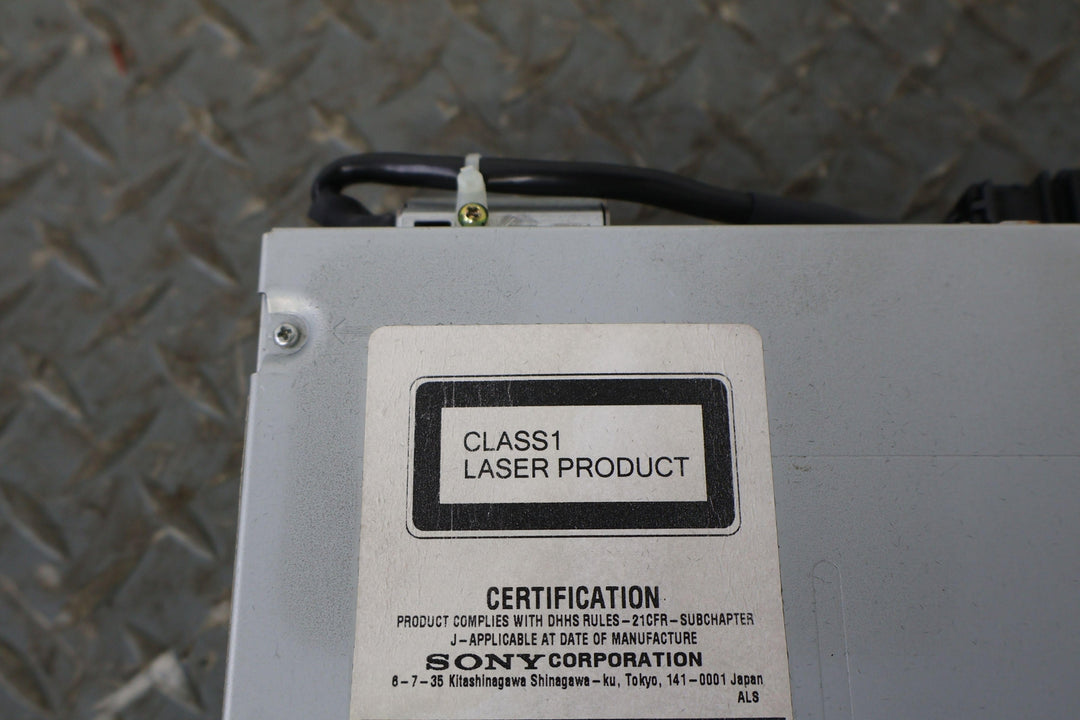 CLASS1
LASER PRODUCT
CERTIFICATION
PRODUCT COMPLIES WITH DHHS RULES-21CFR-SUBCHAPTER
J-APPLICABLE AT DATE OF MANUFACTURE
SONY CORPORATION
6-7-35 Kitashinagawa Shinagawa-ku, Tokyo, 141-0001 Japan
ALS